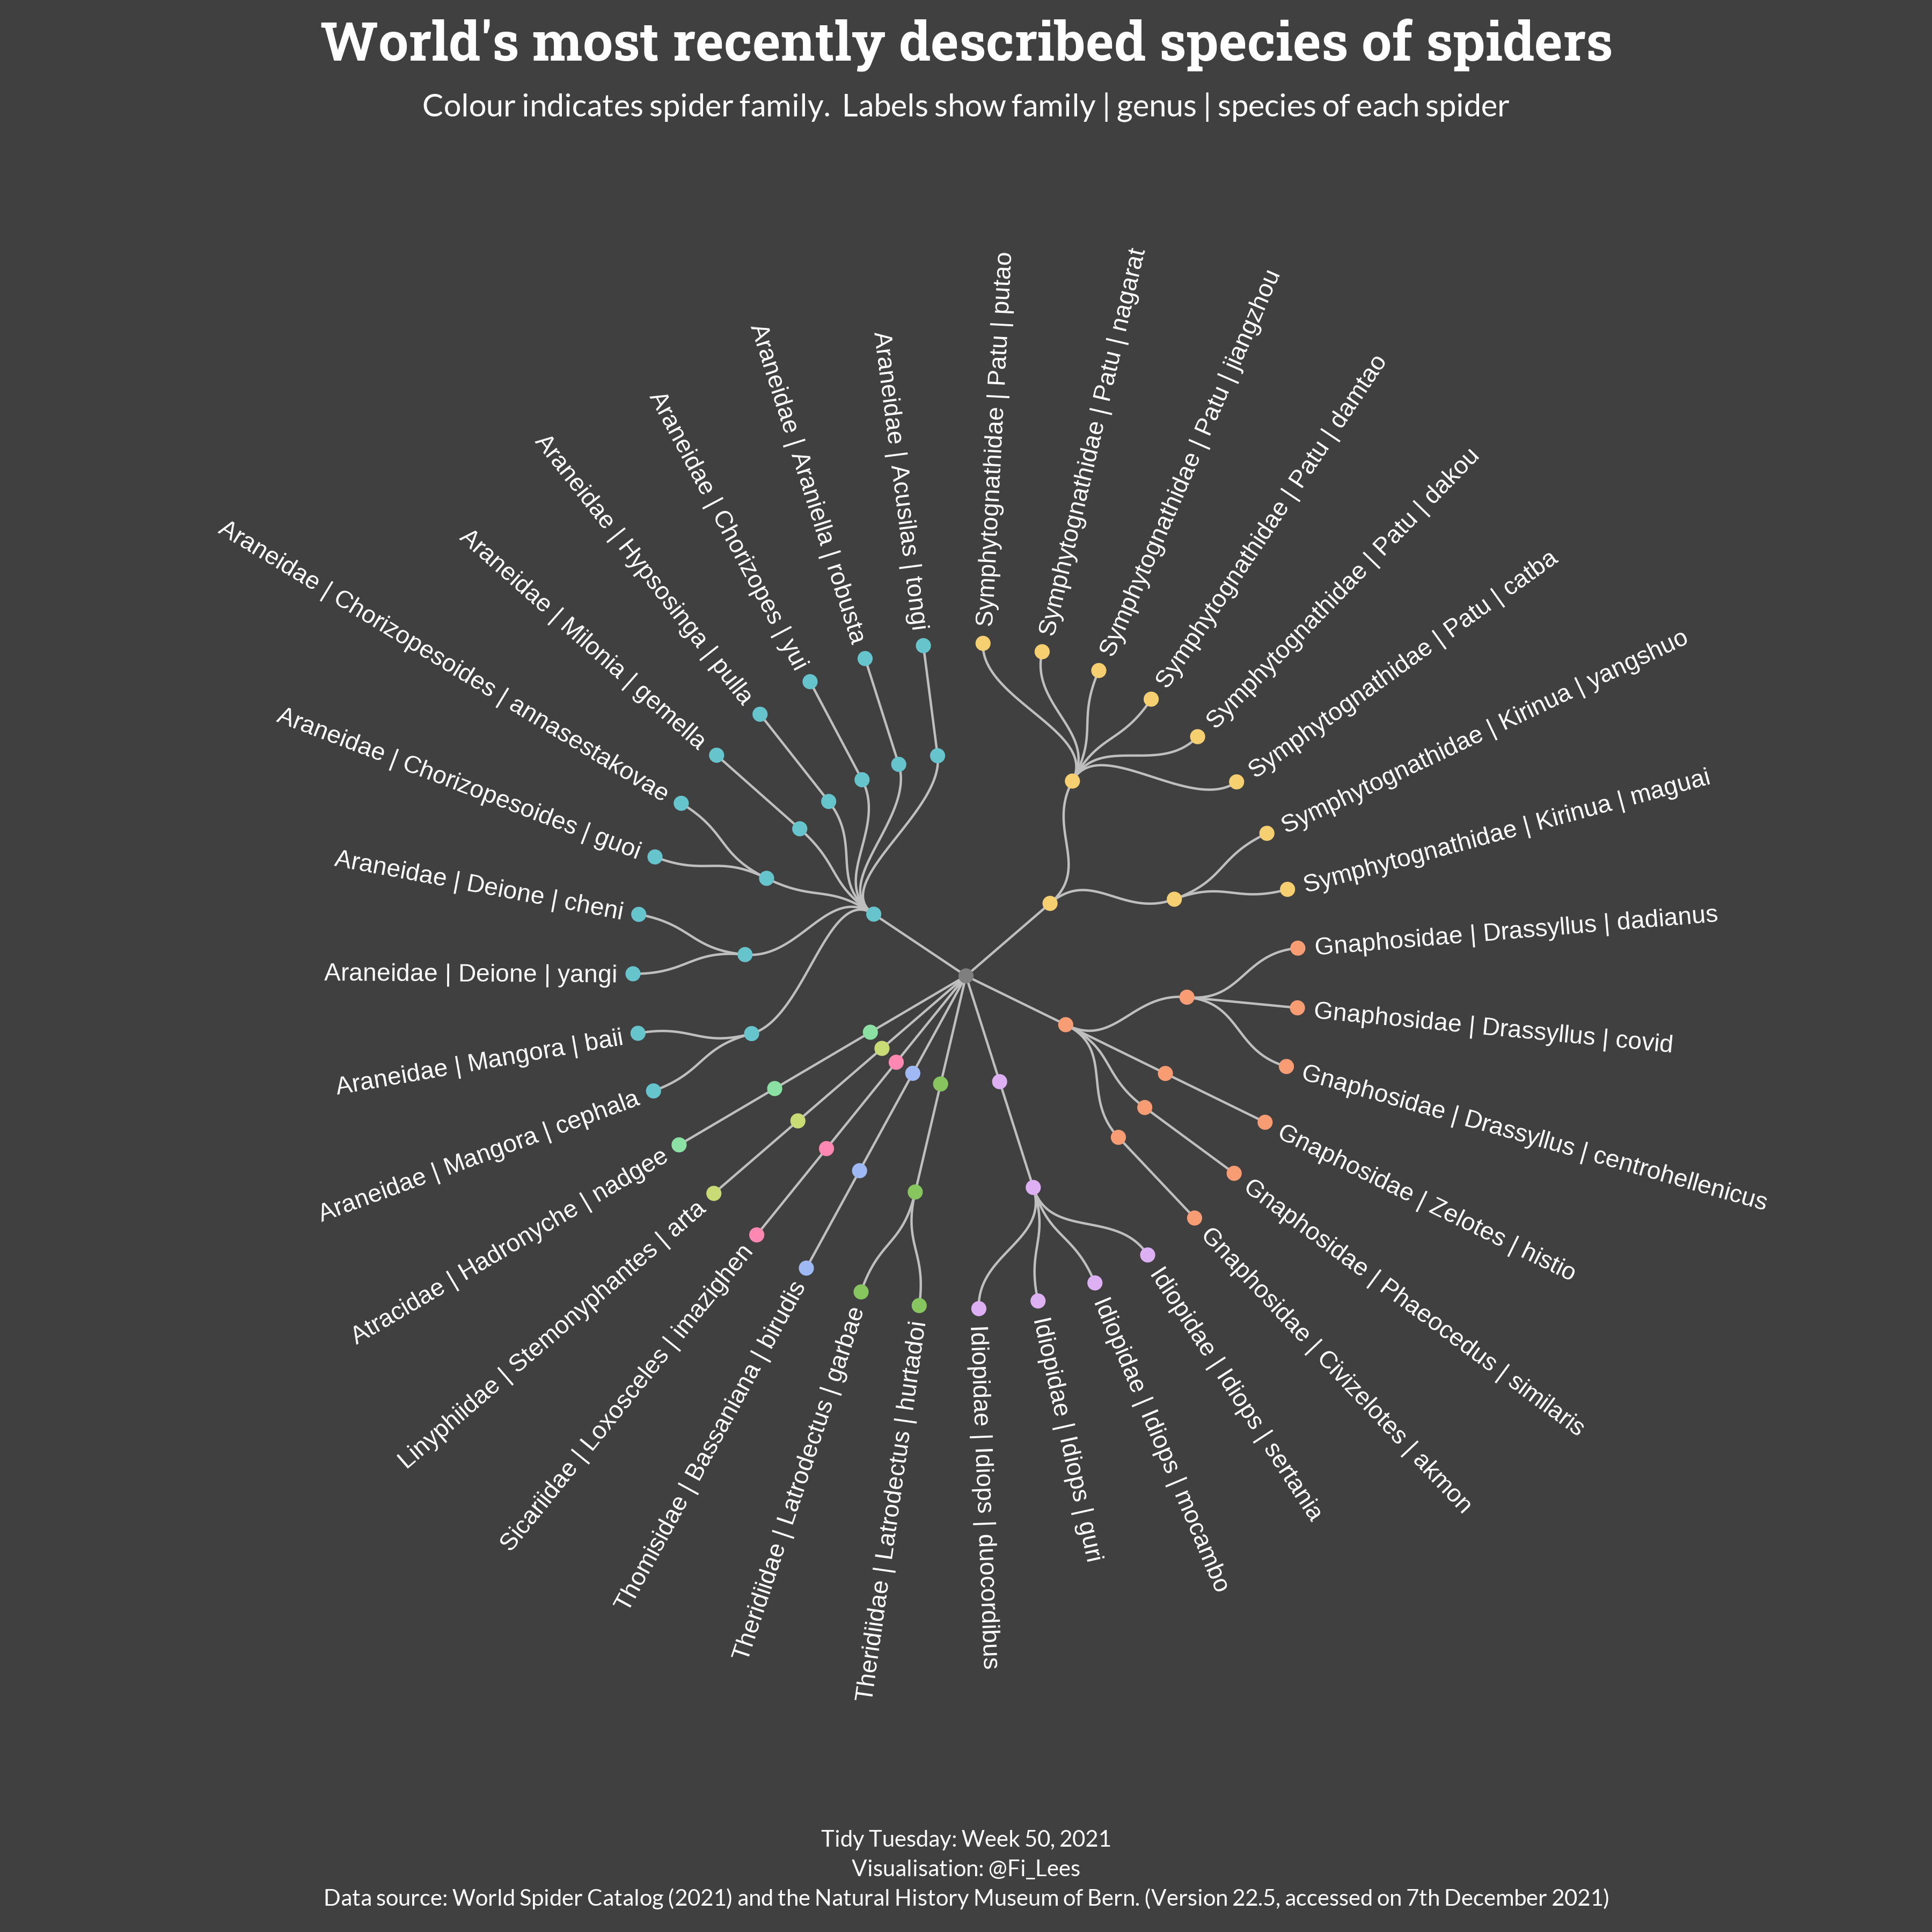 World's most recently described species of spiders
Colour indicates spider family.  Labels show family | genus | species of each spider
Symphytognathidae | Patu | putao
Symphytognathidae | Patu | nagarat
Symphytognathidae | Patu | jiangzhou
Symphytognathidae | Patu | damtao
Symphytognathidae | Patu | dakou
Symphytognathidae | Patu | catba
Symphytognathidae | Kirinua | yangshuo
Symphytognathidae | Kirinua | maguai
Gnaphosidae | Drassyllus | dadianus
Gnaphosidae | Drassyllus | covid
Gnaphosidae | Drassyllus | centrohellenicus
Gnaphosidae | Zelotes | histio
Gnaphosidae | Phaeocedus | similaris
Gnaphosidae | Civizelotes | akmon
Idiopidae | Idiops | sertania
Idiopidae | Idiops | mocambo
Idiopidae | Idiops | guri
Idiopidae | Idiops | duocordibus
Theridiidae | Latrodectus | hurtadoi
Theridiidae | Latrodectus | garbae
Thomisidae | Bassaniana | birudis
Sicariidae | Loxosceles | imazighen
Linyphiidae | Stemonyphantes | arta
Atracidae | Hadronyche | nadgee
Araneidae | Mangora | cephala
Araneidae | Mangora | baii
Araneidae | Deione | yangi
Araneidae | Deione | cheni
Araneidae | Chorizopesoides | guoi
Araneidae | Chorizopesoides | annasestakovae
Araneidae | Milonia | gemella
Araneidae | Hypsosinga | pulla
Araneidae | Chorizopes | yui
Araneidae | Araniella | robusta
Araneidae | Acusilas | tongi
Tidy Tuesday: Week 50, 2021
Visualisation: @Fi_Lees
Data source: World Spider Catalog (2021) and the Natural History Museum of Bern. (Version 22.5, accessed on 7th December 2021)